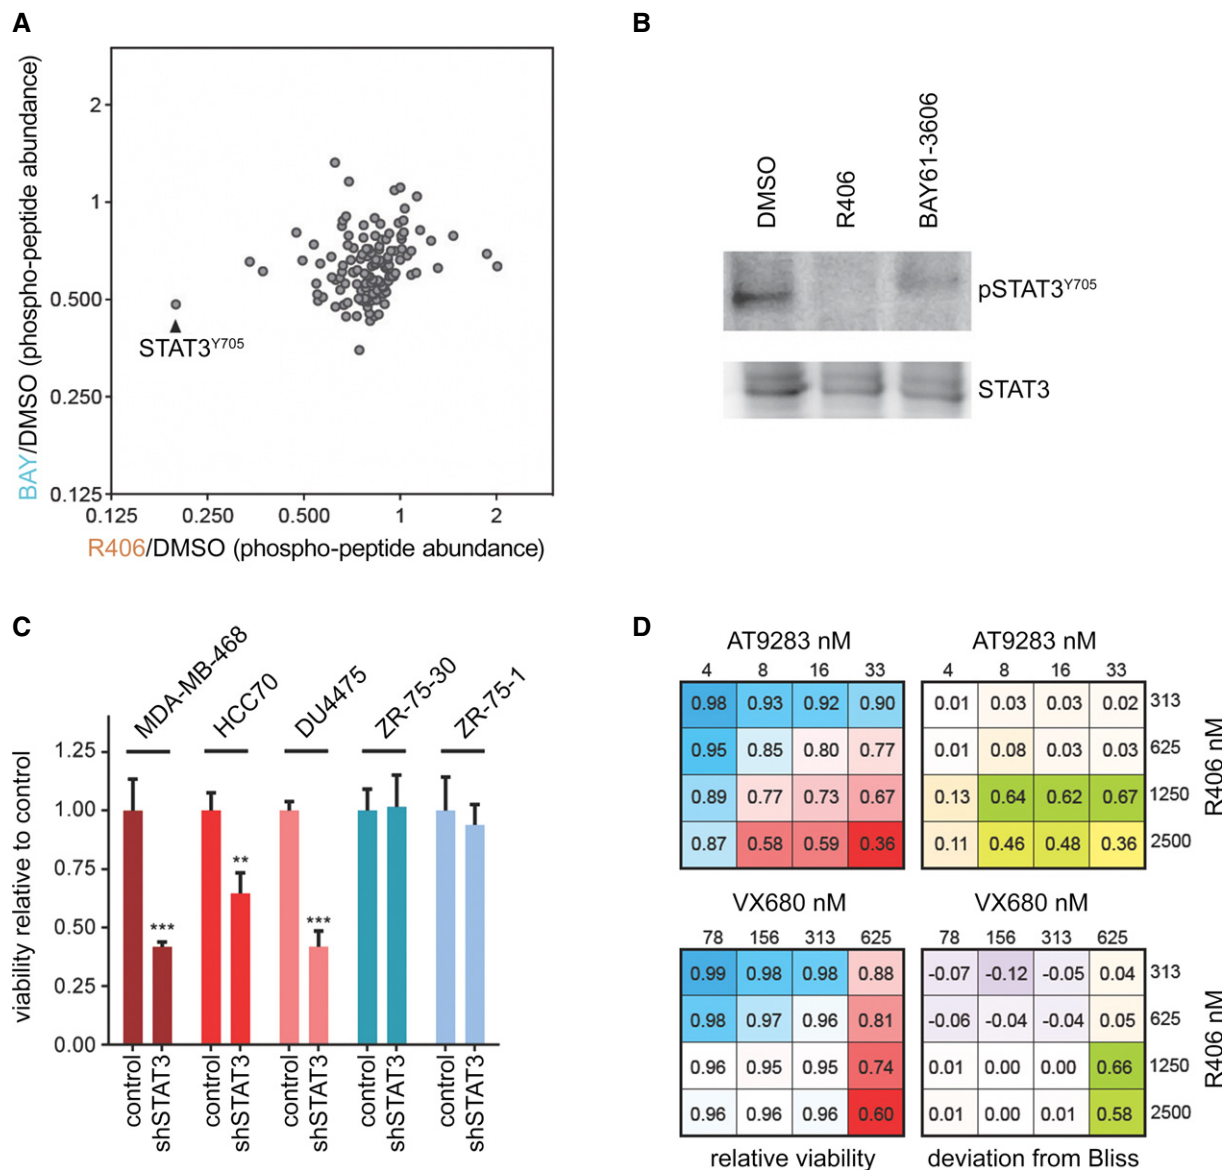 A
BAY/DMSO (phospho-peptide abundance)
2
1
0.500
0.250
0.125
STAT3Y705
0.125 0.250 0.500 1 2
R406/DMSO (phospho-peptide abundance)
B
DMSO R406 BAY61-3606
pSTAT3Y705
STAT3
C
MDA-MB-468 HCC70 DU4475 ZR-75-30 ZR-75-1
viability relative to control
1.25
1.00
0.75
0.50
0.25
0.00
*** ** ***
control shSTAT3 control shSTAT3 control shSTAT3 control shSTAT3 control shSTAT3
D
AT9283 nM AT9283 nM
4 8 16 33 4 8 16 33
0.98 0.93 0.92 0.90 0.01 0.03 0.03 0.02 313
0.95 0.85 0.80 0.77 0.01 0.08 0.03 0.03 625
0.89 0.77 0.73 0.67 0.13 0.64 0.62 0.67 1250
0.87 0.58 0.59 0.36 0.11 0.46 0.48 0.36 2500
R406 nM
VX680 nM VX680 nM
78 156 313 625 78 156 313 625
0.99 0.98 0.98 0.88 -0.07 -0.12 -0.05 0.04 313
0.98 0.97 0.96 0.81 -0.06 -0.04 -0.04 0.05 625
0.96 0.95 0.95 0.74 0.01 0.00 0.00 0.66 1250
0.96 0.96 0.96 0.60 0.01 0.00 0.01 0.58 2500
R406 nM
relative viability deviation from Bliss